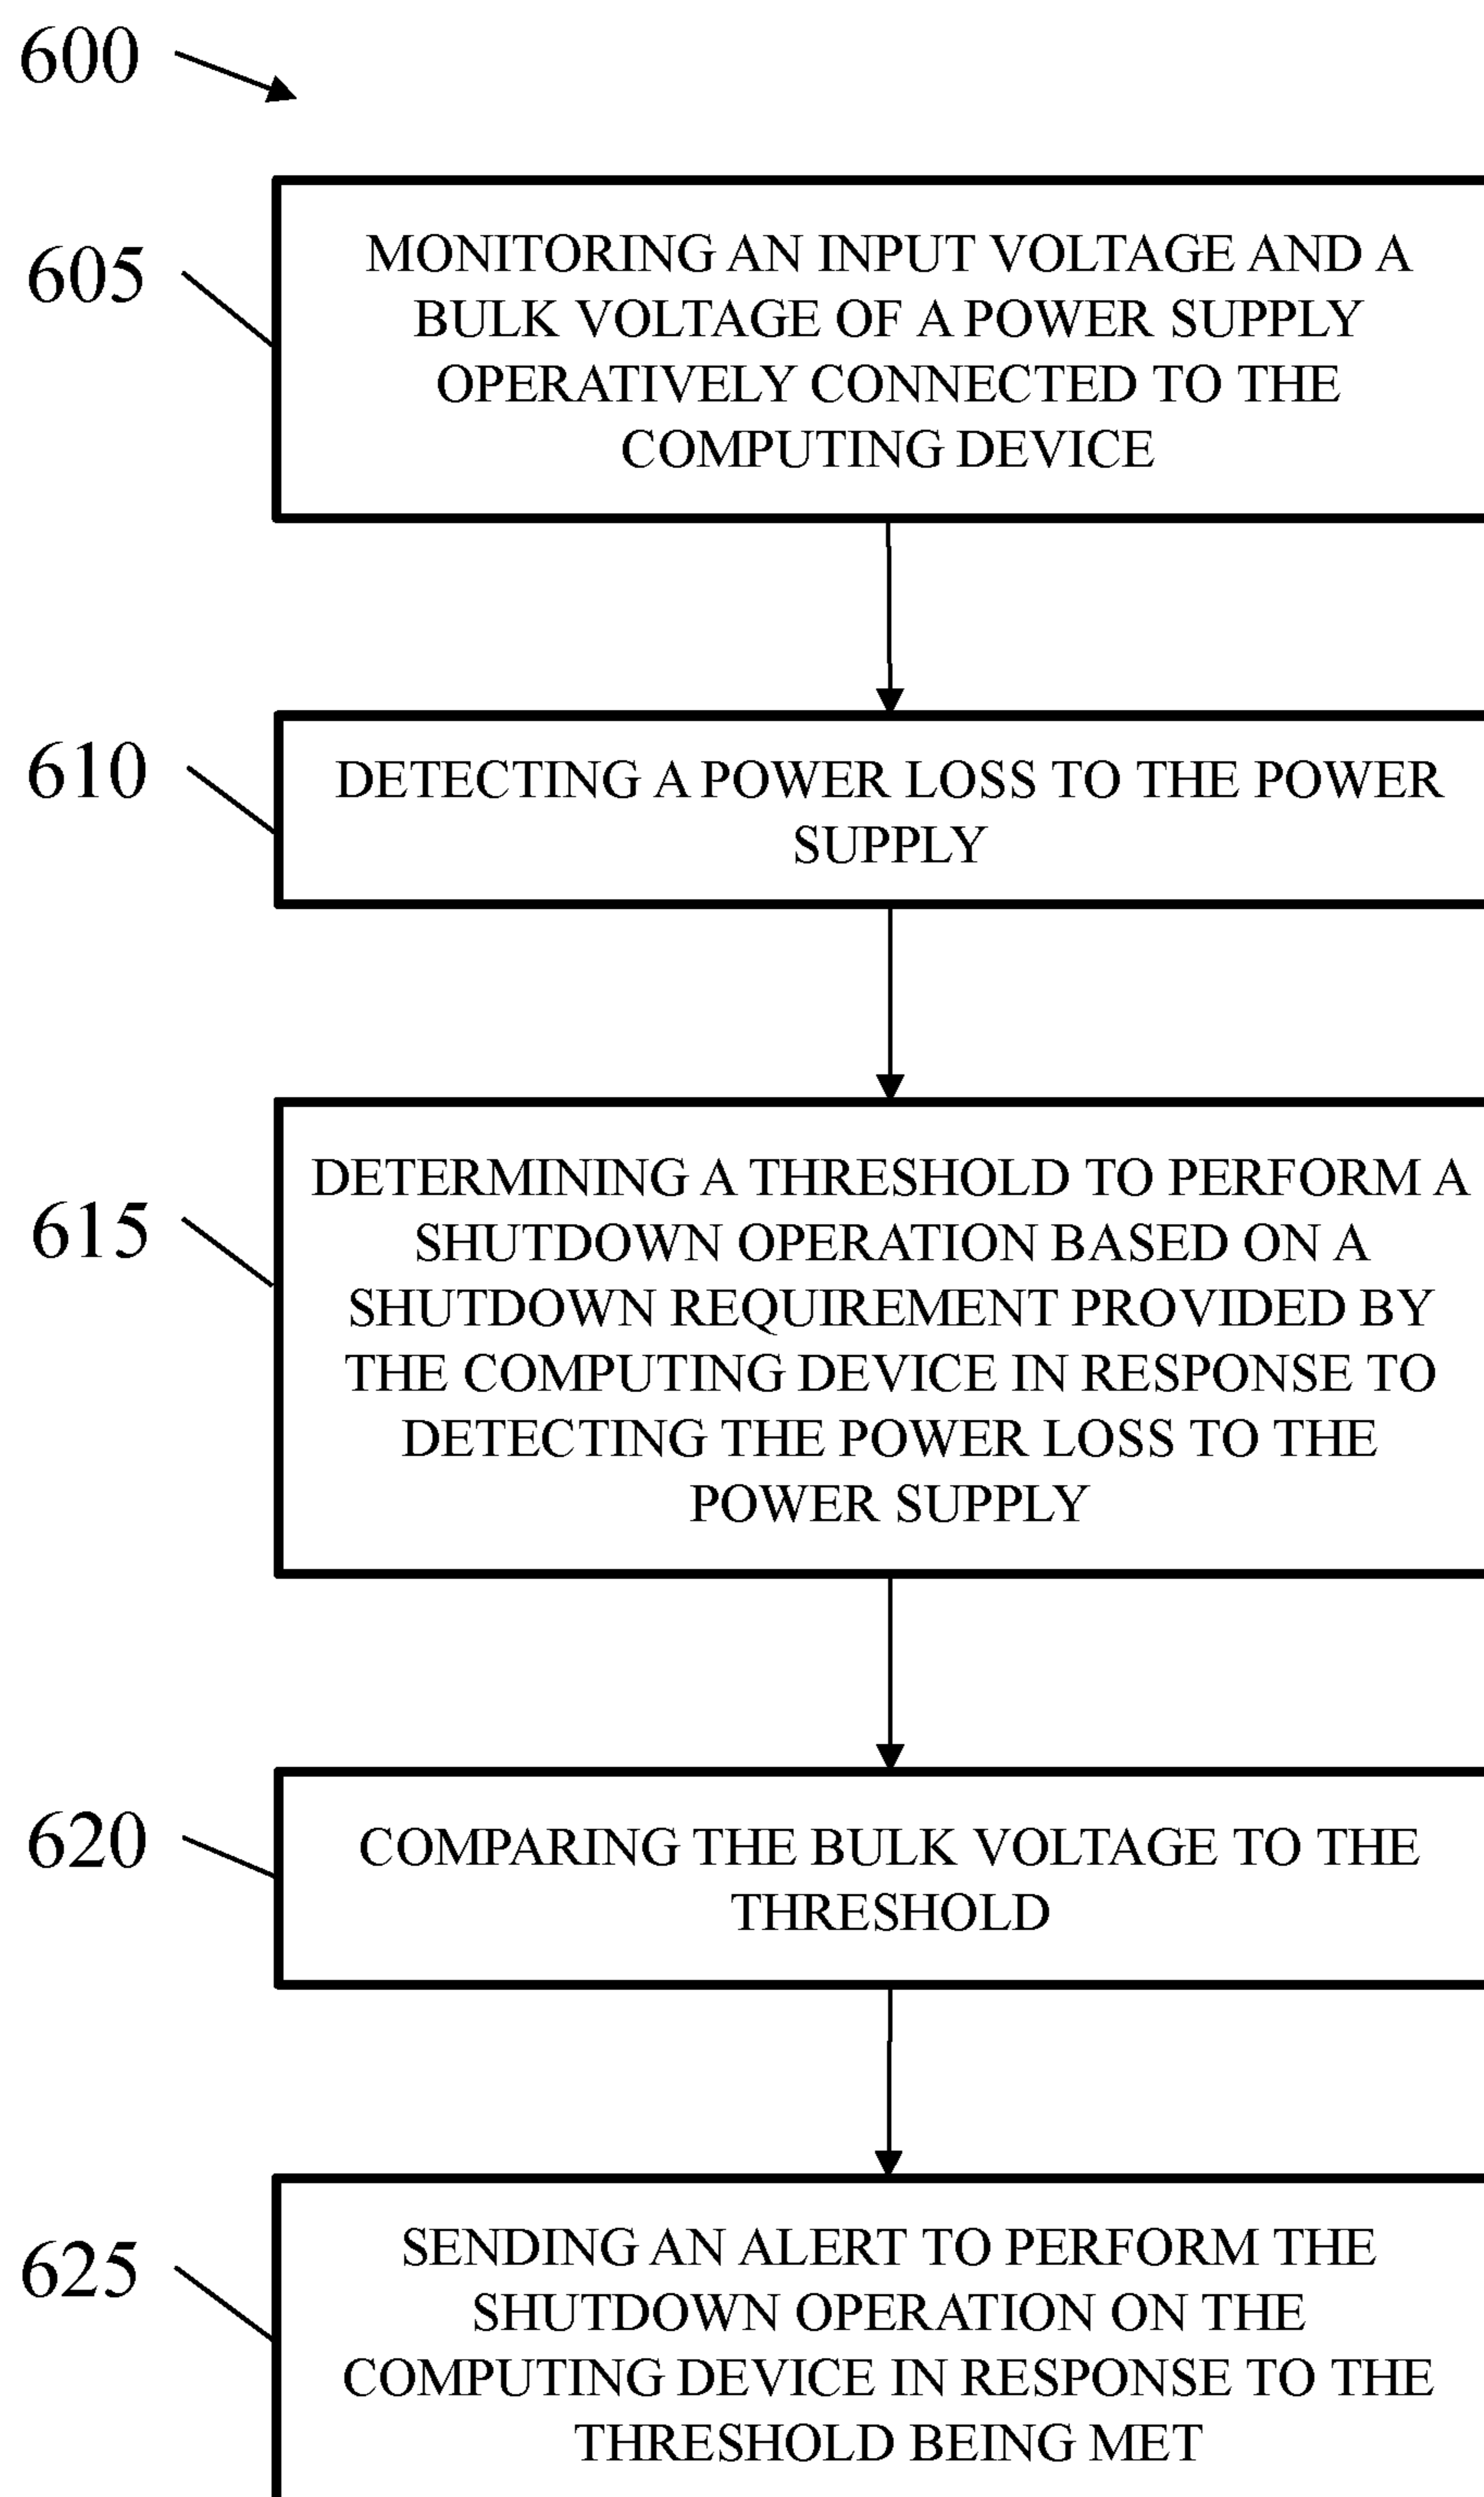 600
605
MONITORING AN INPUT VOLTAGE AND A
BULK VOLTAGE OF A POWER SUPPLY
OPERATIVELY CONNECTED TO THE
COMPUTING DEVICE
610
DETECTING A POWER LOSS TO THE POWER
SUPPLY
615
DETERMINING A THRESHOLD TO PERFORM A
SHUTDOWN OPERATION BASED ON A
SHUTDOWN REQUIREMENT PROVIDED BY
THE COMPUTING DEVICE IN RESPONSE TO
DETECTING THE POWER LOSS TO THE
POWER SUPPLY
620
COMPARING THE BULK VOLTAGE TO THE
THRESHOLD
625
SENDING AN ALERT TO PERFORM THE
SHUTDOWN OPERATION ON THE
COMPUTING DEVICE IN RESPONSE TO THE
THRESHOLD BEING MET